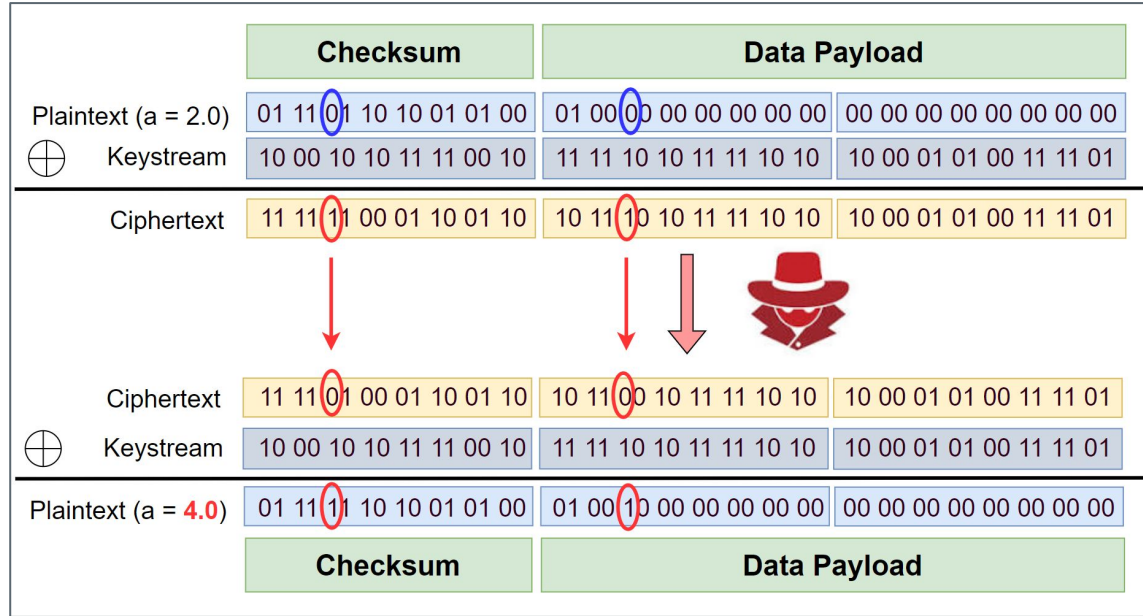 Checksum Data Payload
Plaintext (a = 2.0) 01 11 01 10 10 01 01 00 01 00 00 00 00 00 00 00 00 00 00 00 00 00 00 00
Keystream 10 00 10 10 11 11 00 10 11 11 10 10 11 11 10 10 10 00 01 01 00 11 11 01
Ciphertext 11 11 11 00 01 10 01 10 10 11 10 10 11 11 10 10 10 00 01 01 00 11 11 01
Ciphertext 11 11 01 00 01 10 01 10 10 11 00 10 11 11 10 10 10 00 01 01 00 11 11 01
Keystream 10 00 10 10 11 11 00 10 11 11 10 10 11 11 10 10 10 00 01 01 00 11 11 01
Plaintext (a = 4.0) 01 11 11 10 10 01 01 00 01 00 10 00 00 00 00 00 00 00 00 00 00 00 00 00
Checksum Data Payload